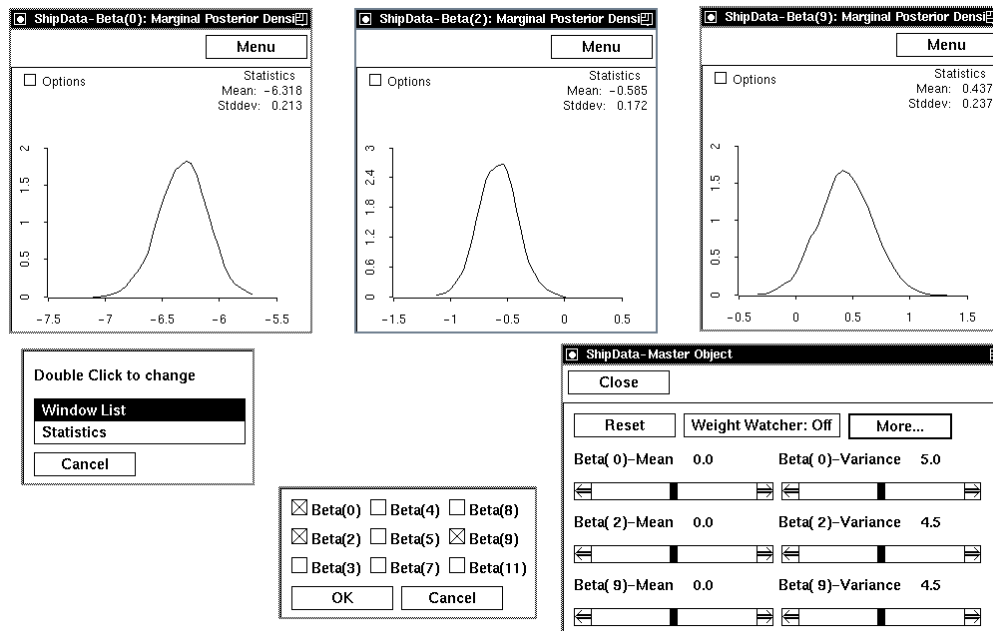 ShipData-Beta(0): Marginal Posterior Densi
Menu
Options
Statistics
Mean: -6.318
Stddev: 0.213
2
1.5
1
0.5
0
-7.5 -7 -6.5 -6 -5.5
ShipData-Beta(2): Marginal Posterior Densi
Menu
Options
Statistics
Mean: -0.585
Stddev: 0.172
3
2.4
1.8
1.2
0.6
0
-1.5 -1 -0.5 0 0.5
ShipData-Beta(9): Marginal Posterior Densi
Menu
Options
Statistics
Mean: 0.437
Stddev: 0.237
2
1.5
1
0.5
0
-0.5 0 0.5 1 1.5
Double Click to change
Window List
Statistics
Cancel
Beta(0) Beta(4) Beta(8)
Beta(2) Beta(5) Beta(9)
Beta(3) Beta(7) Beta(11)
OK Cancel
ShipData-Master Object
Close
Reset Weight Watcher: Off More...
Beta( 0)-Mean 0.0 Beta( 0)-Variance 5.0
Beta( 2)-Mean 0.0 Beta( 2)-Variance 4.5
Beta( 9)-Mean 0.0 Beta( 9)-Variance 4.5